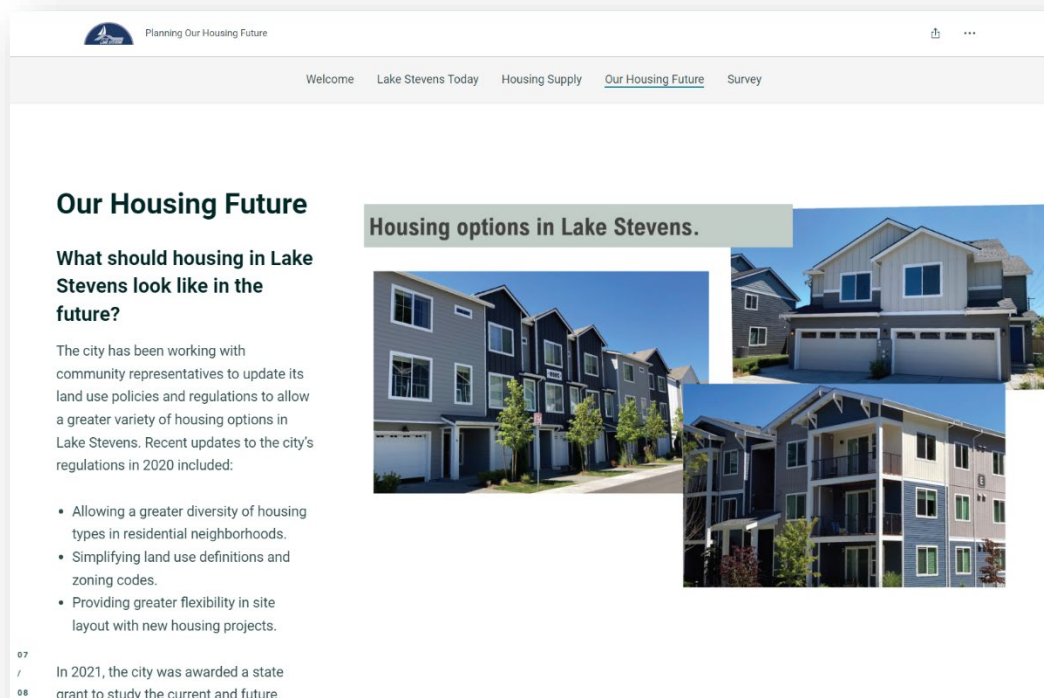 Planning Our Housing Future
Welcome Lake Stevens Today Housing Supply Our Housing Future Survey
Our Housing Future
What should housing in Lake
Stevens look like in the
future?
The city has been working with
community representatives to update its
land use policies and regulations to allow
a greater variety of housing options in
Lake Stevens. Recent updates to the city's
regulations in 2020 included:
• Allowing a greater diversity of housing
types in residential neighborhoods.
• Simplifying land use definitions and
zoning codes.
• Providing greater flexibility in site
layout with new housing projects.
In 2021, the city was awarded a state
grant to study the current and future
07
/
08
Housing options in Lake Stevens.
E